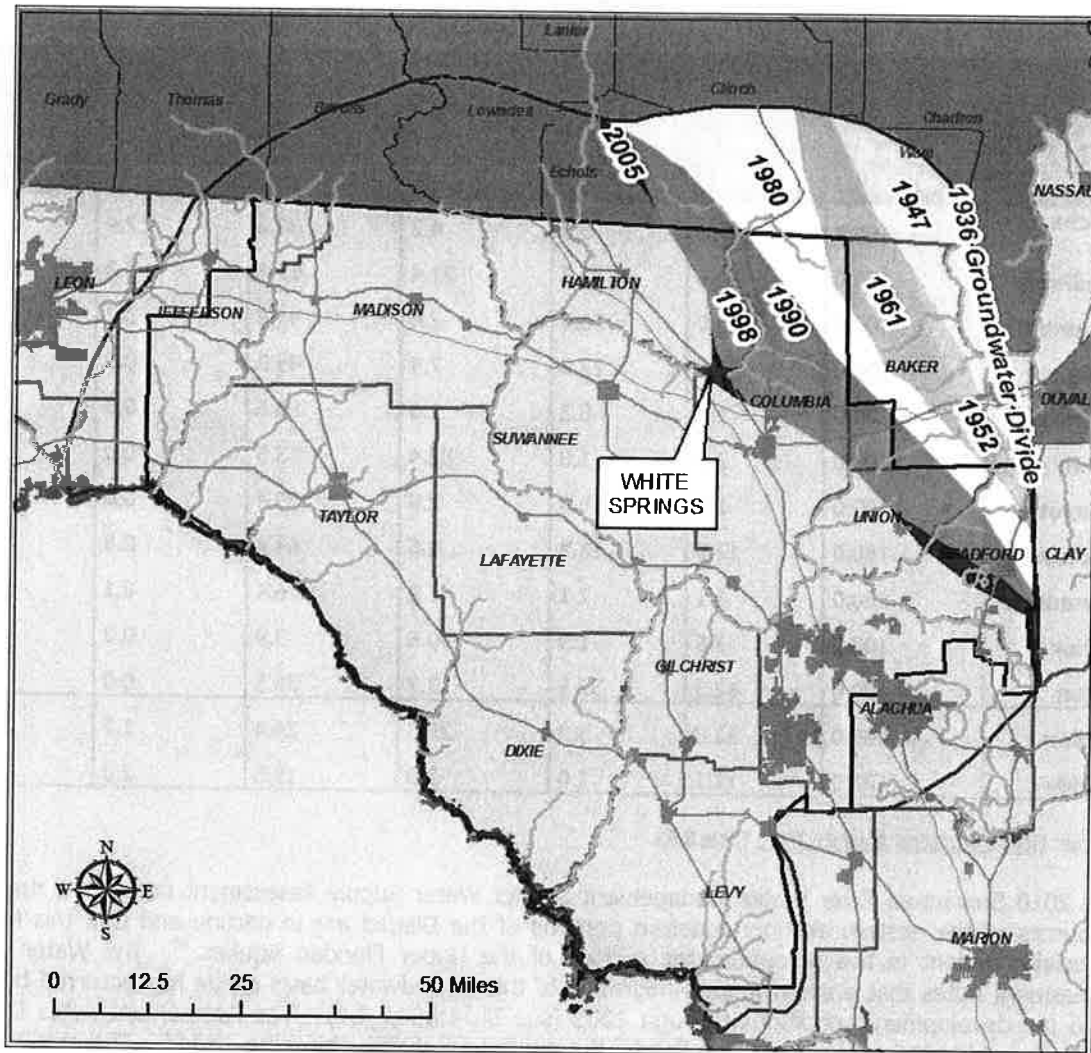 Lanier
Grady
Thomas
Brooks
Lowndes
Clinch
Charlton
Ware
Echols
2005
1980
1947
1936 Groundwater Divide
NASSAU
LEON
JEFFERSON
MADISON
HAMILTON
1998
1990
1961
BAKER
COLUMBIA
DUVAL
1952
SUWANNEE
WHITE
SPRINGS
TAYLOR
UNION
LAFAYETTE
BRADFORD
CLAY
GILCHRIST
ALACHUA
DIXIE
N
W
E
S
LEVY
MARION
0
12.5
25
50 Miles